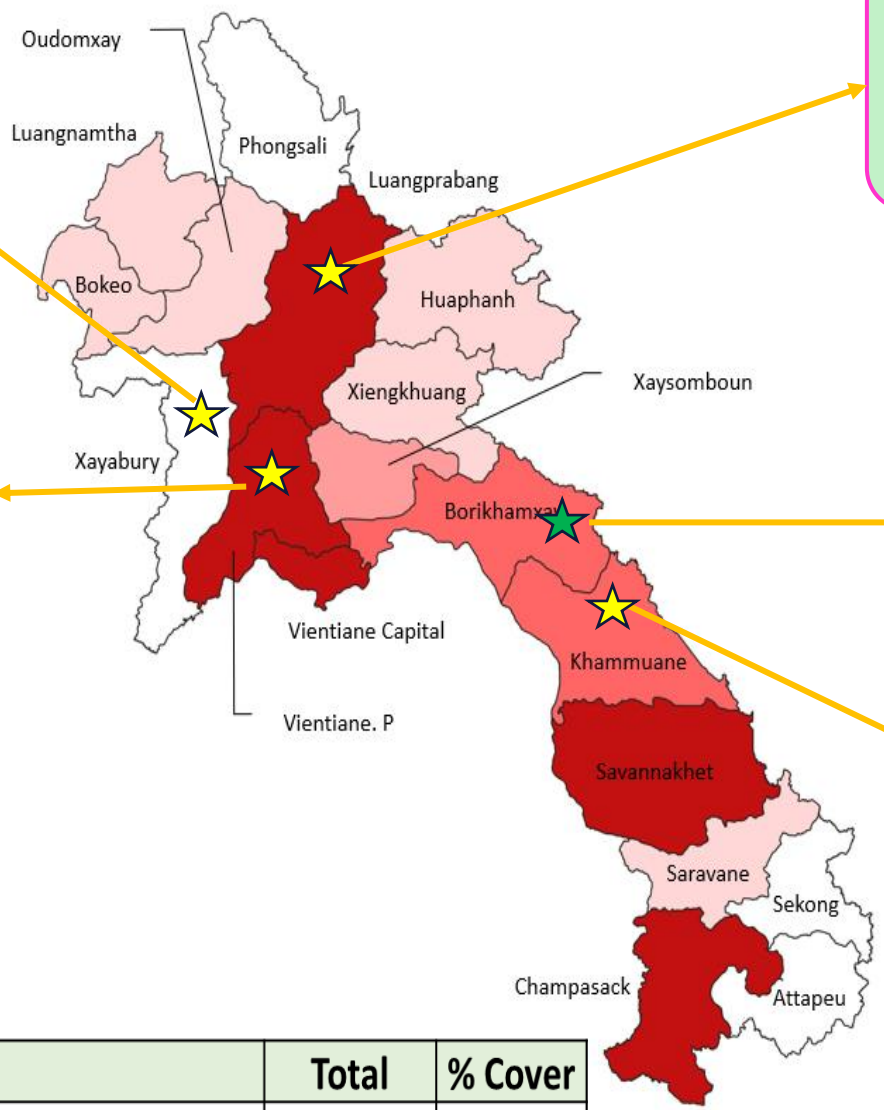 Oudomxay
Luangnamtha
Phongsali
Luangprabang
Bokeo
Huaphanh
Xiengkhuang
Xaysomboun
Xayabury
Borikhamxay
Vientiane Capital
Khammuane
Vientiane. P
Savannakhet
Saravane
Sekong
Champasack
Attapeu
Total
% Cover